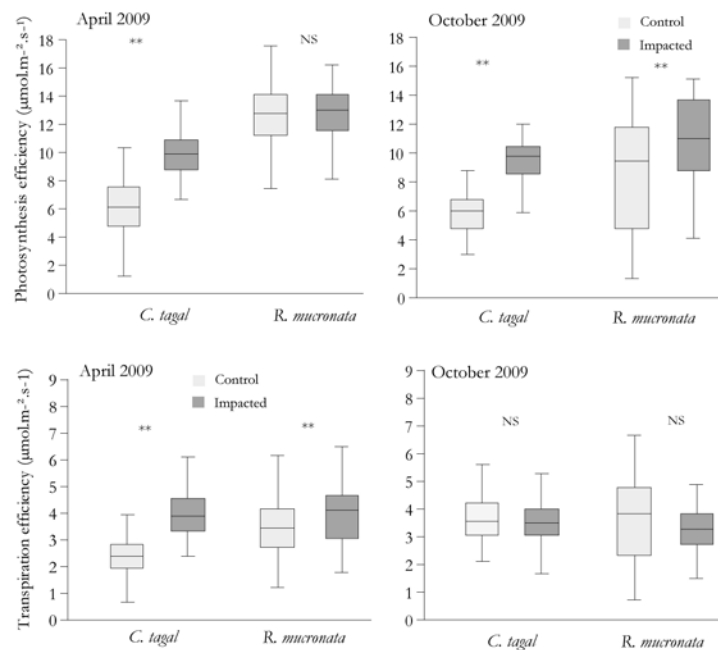 April 2009
**
NS
Photosynthesis efficiency (μmol.m-².s-1)
18
16
14
12
10
8
6
4
2
0
C. tagal
R. mucronata
October 2009
Control
Impacted
**
**
18
16
14
12
10
8
6
4
2
0
C. tagal
R. mucronata
April 2009
Control
Impacted
**
**
Transpiration efficiency (μmol.m-².s-1)
9
8
7
6
5
4
3
2
1
0
C. tagal
R. mucronata
October 2009
NS
NS
9
8
7
6
5
4
3
2
1
0
C. tagal
R. mucronata